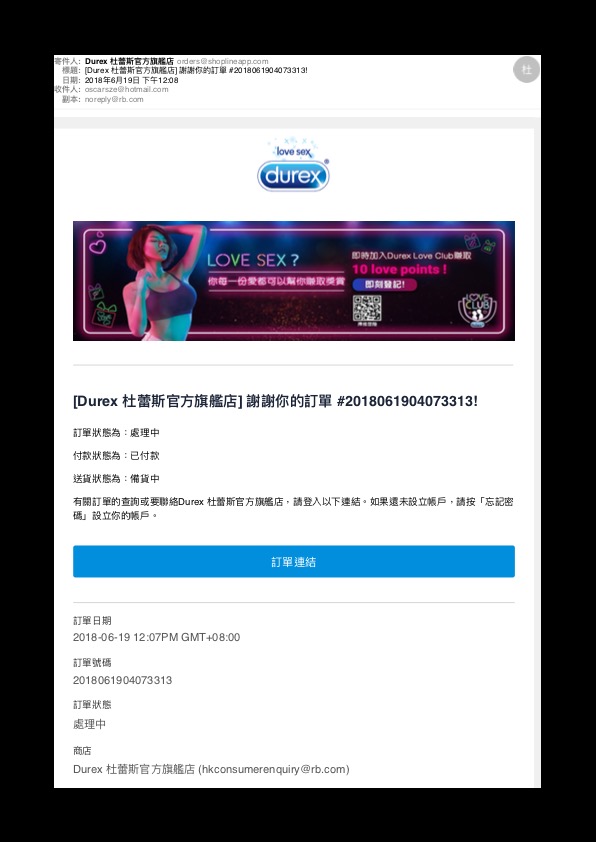 寄件人: Durex 杜蕾斯官方旗艦店 orders@shoplineapp.com
標題: [Durex 杜蕾斯官方旗艦店] 謝謝你的訂單 #2018061904073313!
日期: 2018年6月19日 下午12:08
收件人: oscarsze@hotmail.com
副本: noreply@rb.com
杜
love sex
durex®
LOVE SEX ?
你每一份愛都可以幫你賺取獎賞
即時加入Durex Love Club賺取
10 love points !
即刻登記!
LOVE CLUB
[Durex 杜蕾斯官方旗艦店] 謝謝你的訂單 #2018061904073313!
訂單狀態為：處理中
付款狀態為：已付款
送貨狀態為：備貨中
有關訂單的查詢或要聯絡Durex 杜蕾斯官方旗艦店，請登入以下連結。如果還未設立帳戶，請按「忘記密
碼」設立你的帳戶。
訂單連結
訂單日期
2018-06-19 12:07PM GMT+08:00
訂單號碼
2018061904073313
訂單狀態
處理中
商店
Durex 杜蕾斯官方旗艦店 (hkconsumerenquiry@rb.com)